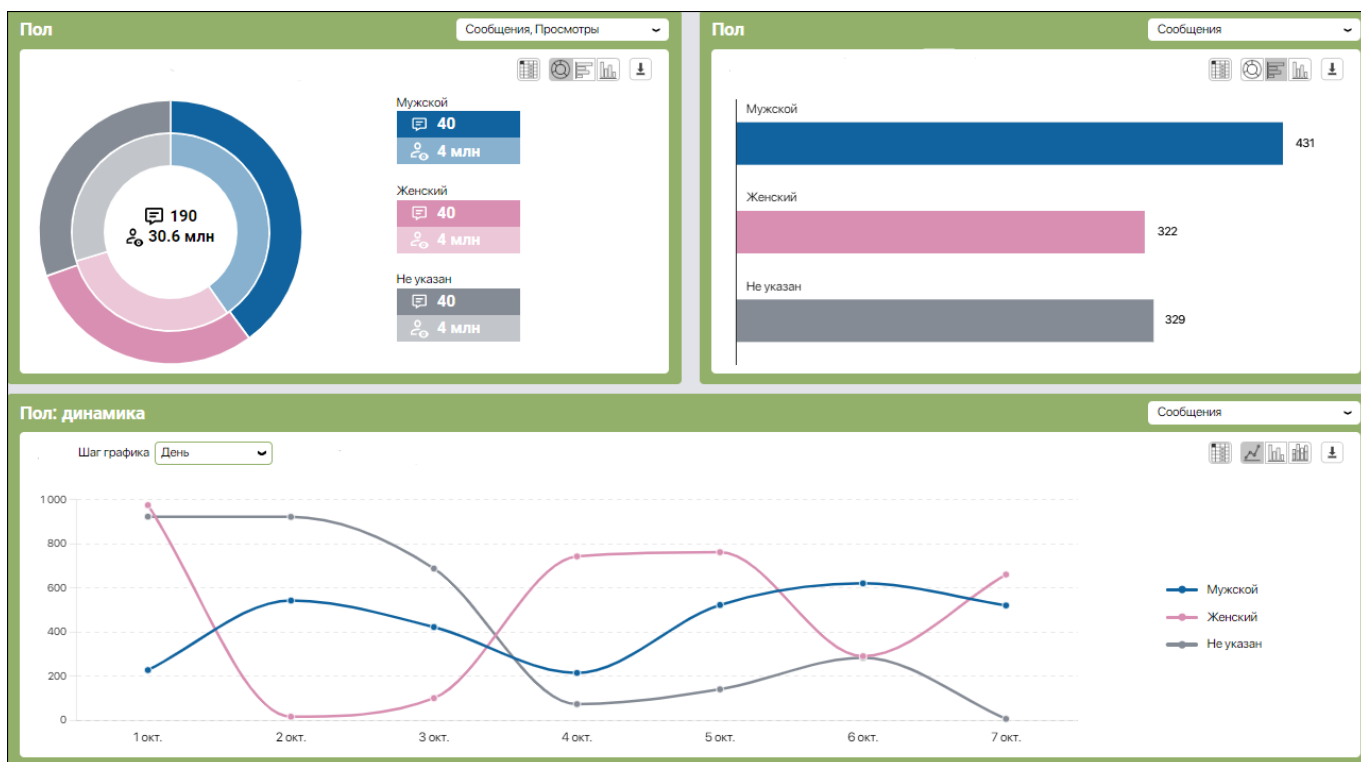 Пол
Сообщения, Просмотры
Мужской
40
4 млн
Женский
40
4 млн
Не указан
40
4 млн
190
30.6 млн
Пол
Сообщения
Мужской
431
Женский
322
Не указан
329
Пол: динамика
Сообщения
Шаг графика День
1000
800
600
400
200
0
1 окт. 2 окт. 3 окт. 4 окт. 5 окт. 6 окт. 7 окт.
Мужской
Женский
Не указан